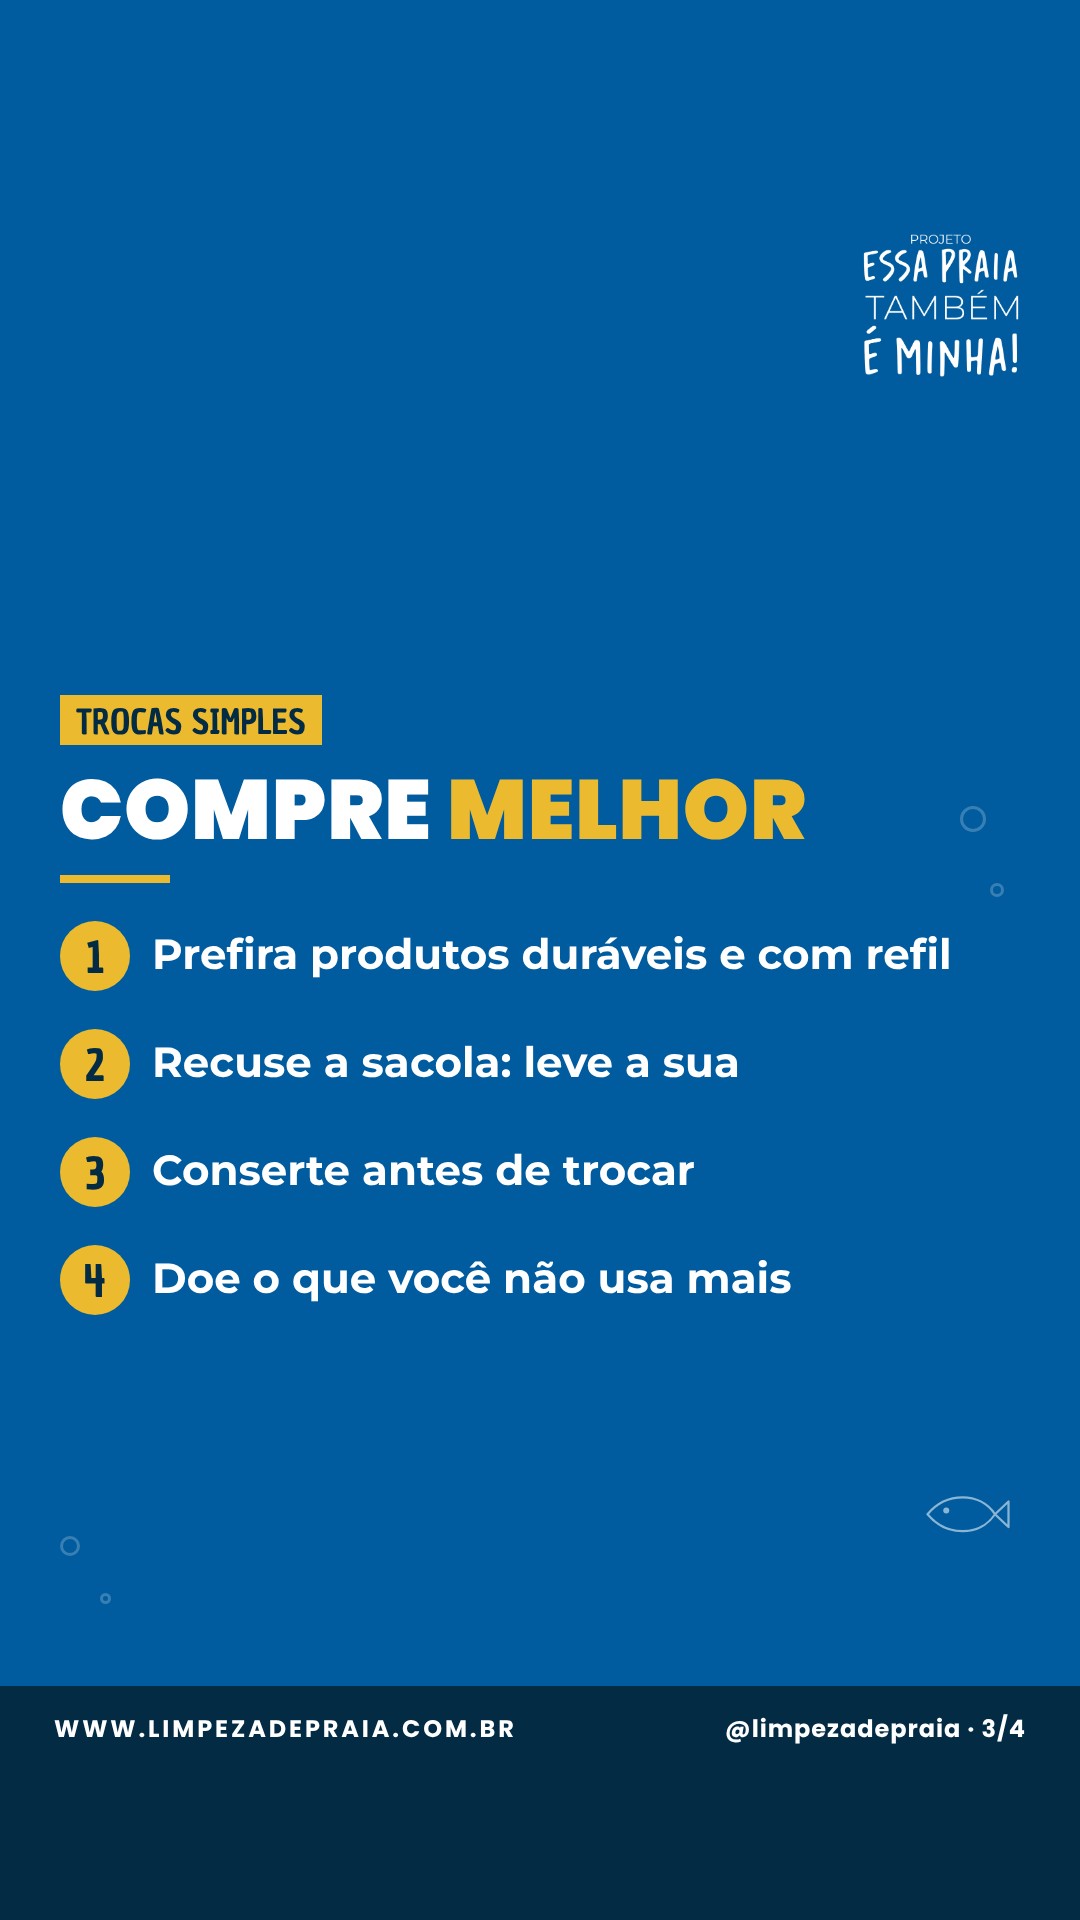 PROJETO
ESSA PRAIA
TAMBÉM
É MINHA!
TROCAS SIMPLES
COMPRE MELHOR
1 Prefira produtos duráveis e com refil
2 Recuse a sacola: leve a sua
3 Conserte antes de trocar
4 Doe o que você não usa mais
WWW.LIMPEZADEPRAIA.COM.BR @limpezadepraia · 3/4